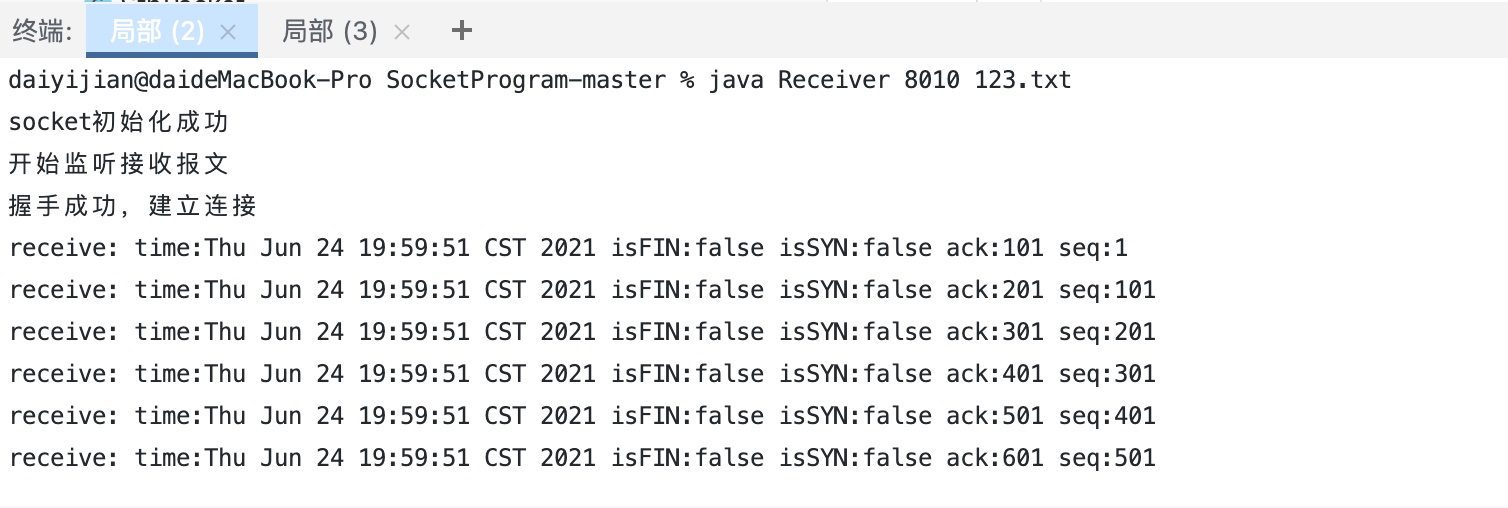 终端: 局部 (2) × 局部 (3) × +
daiyijian@daideMacBook-Pro SocketProgram-master % java Receiver 8010 123.txt
socket初始化成功
开始监听接收报文
握手成功，建立连接
receive: time:Thu Jun 24 19:59:51 CST 2021 isFIN:false isSYN:false ack:101 seq:1
receive: time:Thu Jun 24 19:59:51 CST 2021 isFIN:false isSYN:false ack:201 seq:101
receive: time:Thu Jun 24 19:59:51 CST 2021 isFIN:false isSYN:false ack:301 seq:201
receive: time:Thu Jun 24 19:59:51 CST 2021 isFIN:false isSYN:false ack:401 seq:301
receive: time:Thu Jun 24 19:59:51 CST 2021 isFIN:false isSYN:false ack:501 seq:401
receive: time:Thu Jun 24 19:59:51 CST 2021 isFIN:false isSYN:false ack:601 seq:501